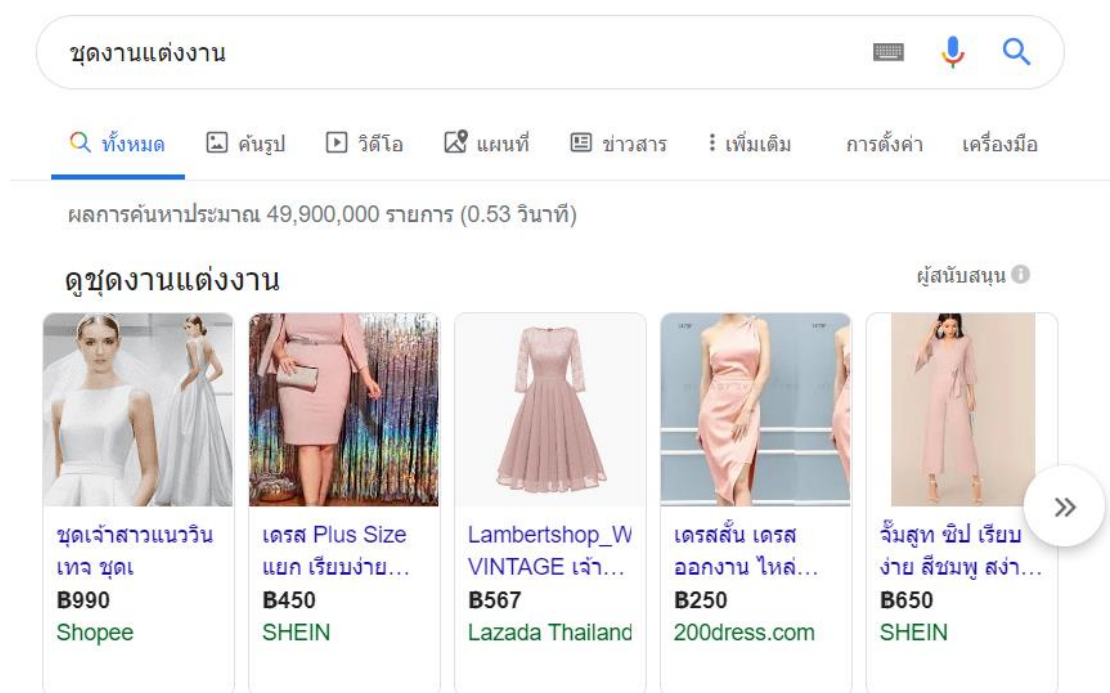 ชุดงานแต่งงาน
ทั้งหมด ค้นรูป วิดีโอ แผนที่ ข่าวสาร เพิ่มเติม การตั้งค่า เครื่องมือ
ผลการค้นหาประมาณ 49,900,000 รายการ (0.53 วินาที)
ดูชุดงานแต่งงาน
ผู้สนับสนุน
ชุดเจ้าสาวแนววิน
เทจ ชุดเ
฿990
Shopee
เดรส Plus Size
แยก เรียบง่าย...
฿450
SHEIN
Lambertshop_W
VINTAGE เจ้า...
฿567
Lazada Thailand
เดรสสั้น เดรส
ออกงาน ไหล่...
฿250
200dress.com
จั๊มสูท ซิป เรียบ
ง่าย สีชมพู สง่า...
฿650
SHEIN